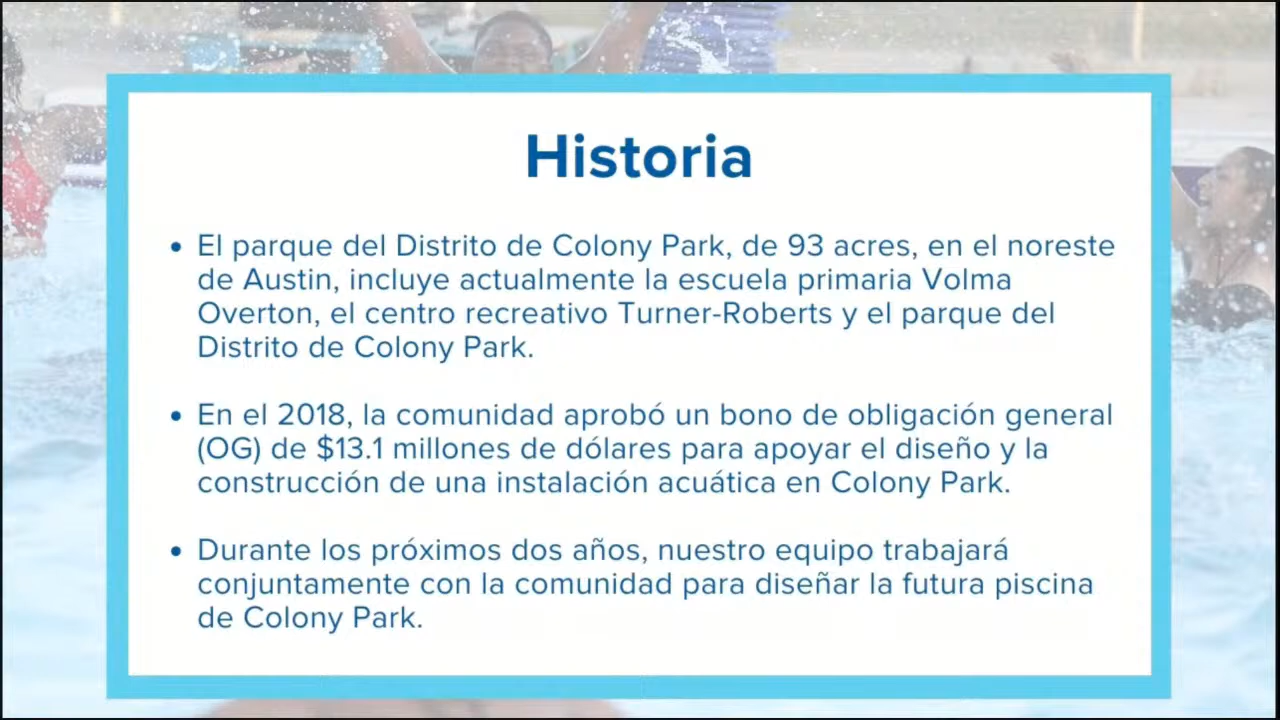 Historia
• El parque del Distrito de Colony Park, de 93 acres, en el noreste
de Austin, incluye actualmente la escuela primaria Volma
Overton, el centro recreativo Turner-Roberts y el parque del
Distrito de Colony Park.
• En el 2018, la comunidad aprobó un bono de obligación general
(OG) de $13.1 millones de dólares para apoyar el diseño y la
construcción de una instalación acuática en Colony Park.
• Durante los próximos dos años, nuestro equipo trabajará
conjuntamente con la comunidad para diseñar la futura piscina
de Colony Park.